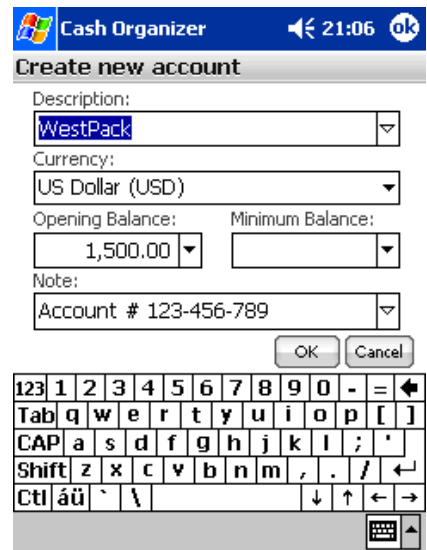 Cash Organizer 21:06 ok
Create new account
Description:
WestPack
Currency:
US Dollar (USD)
Opening Balance: Minimum Balance:
1,500.00
Note:
Account # 123-456-789
OK Cancel
123 1 2 3 4 5 6 7 8 9 0 - =
Tab q w e r t y u i o p [ ]
CAP a s d f g h j k l ; '
Shift z x c v b n m , . /
Ctl áü ` \